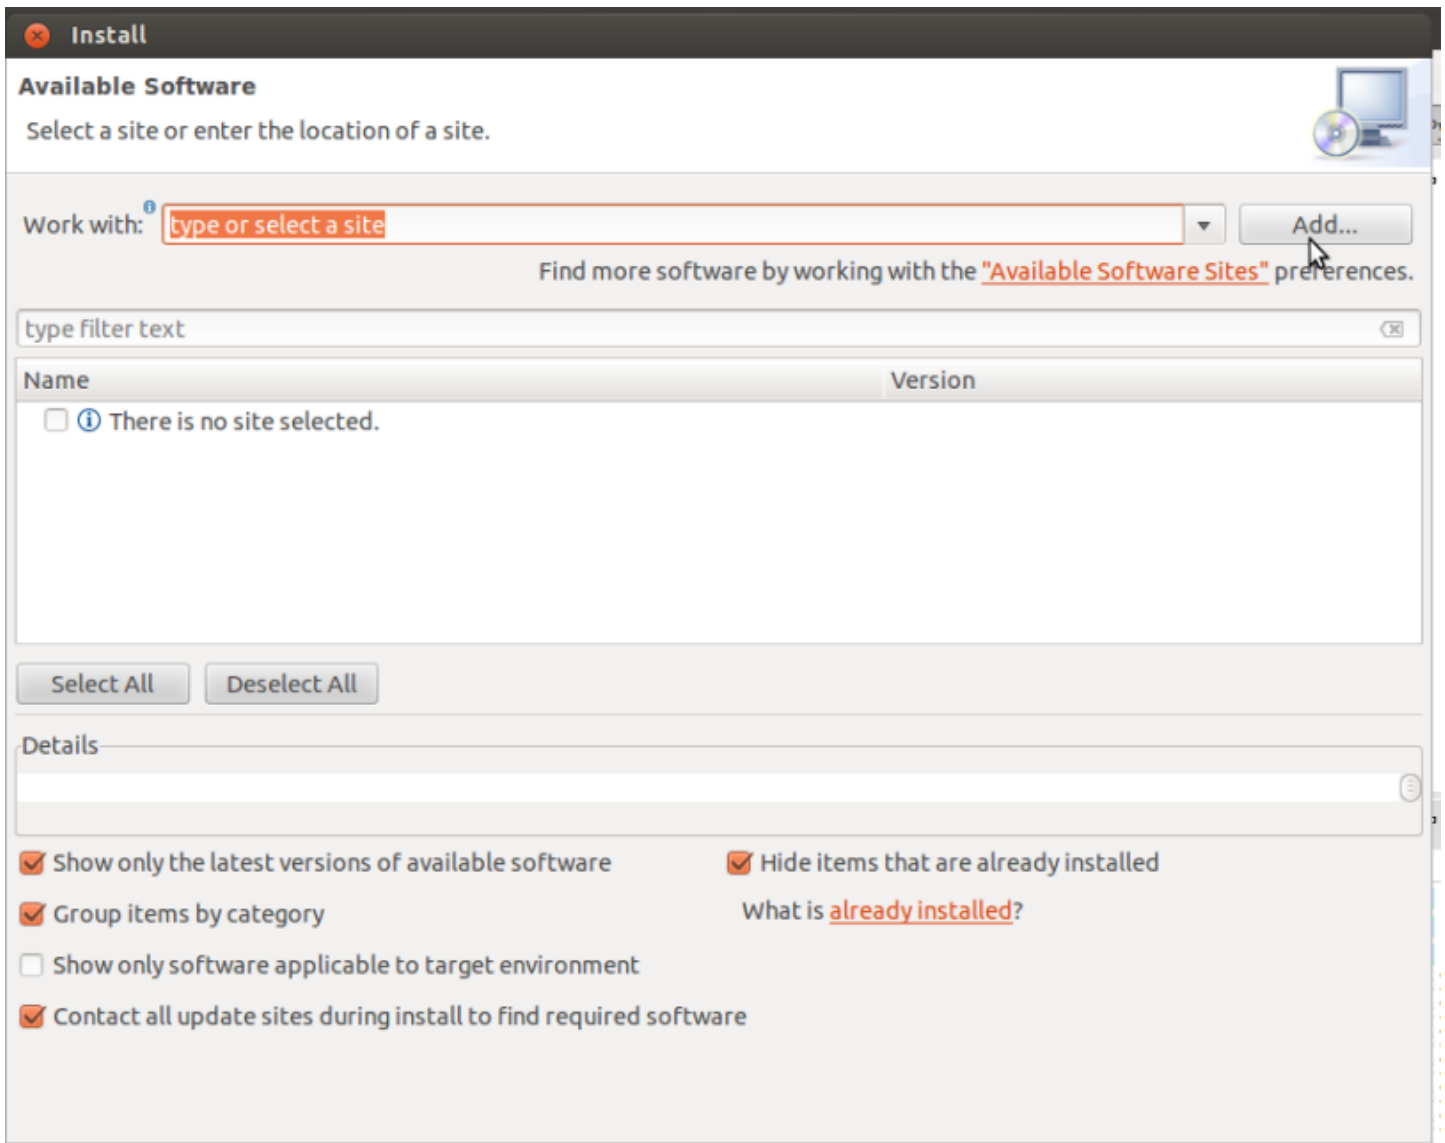 Install
Available Software
Select a site or enter the location of a site.
Work with: type or select a site Add...
Find more software by working with the "Available Software Sites" preferences.
type filter text
Name Version
There is no site selected.
Select All Deselect All
Details
Show only the latest versions of available software Hide items that are already installed
Group items by category What is already installed?
Show only software applicable to target environment
Contact all update sites during install to find required software